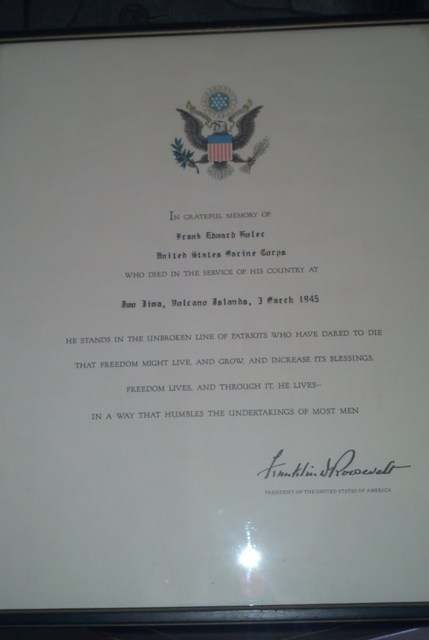 In grateful memory of
Frank Edward
United States Marine Corps
WHO DIED IN THE SERVICE OF HIS COUNTRY AT
Iwo Jima, Volcano Islands, 3 March 1945
HE STANDS IN THE UNBROKEN LINE OF PATRIOTS WHO HAVE DARED TO DIE
THAT FREEDOM MIGHT LIVE, AND GROW, AND INCREASE ITS BLESSINGS.
FREEDOM LIVES, AND THROUGH IT, HE LIVES--
IN A WAY THAT HUMBLES THE UNDERTAKINGS OF MOST MEN
Franklin D Roosevelt
PRESIDENT OF THE UNITED STATES OF AMERICA